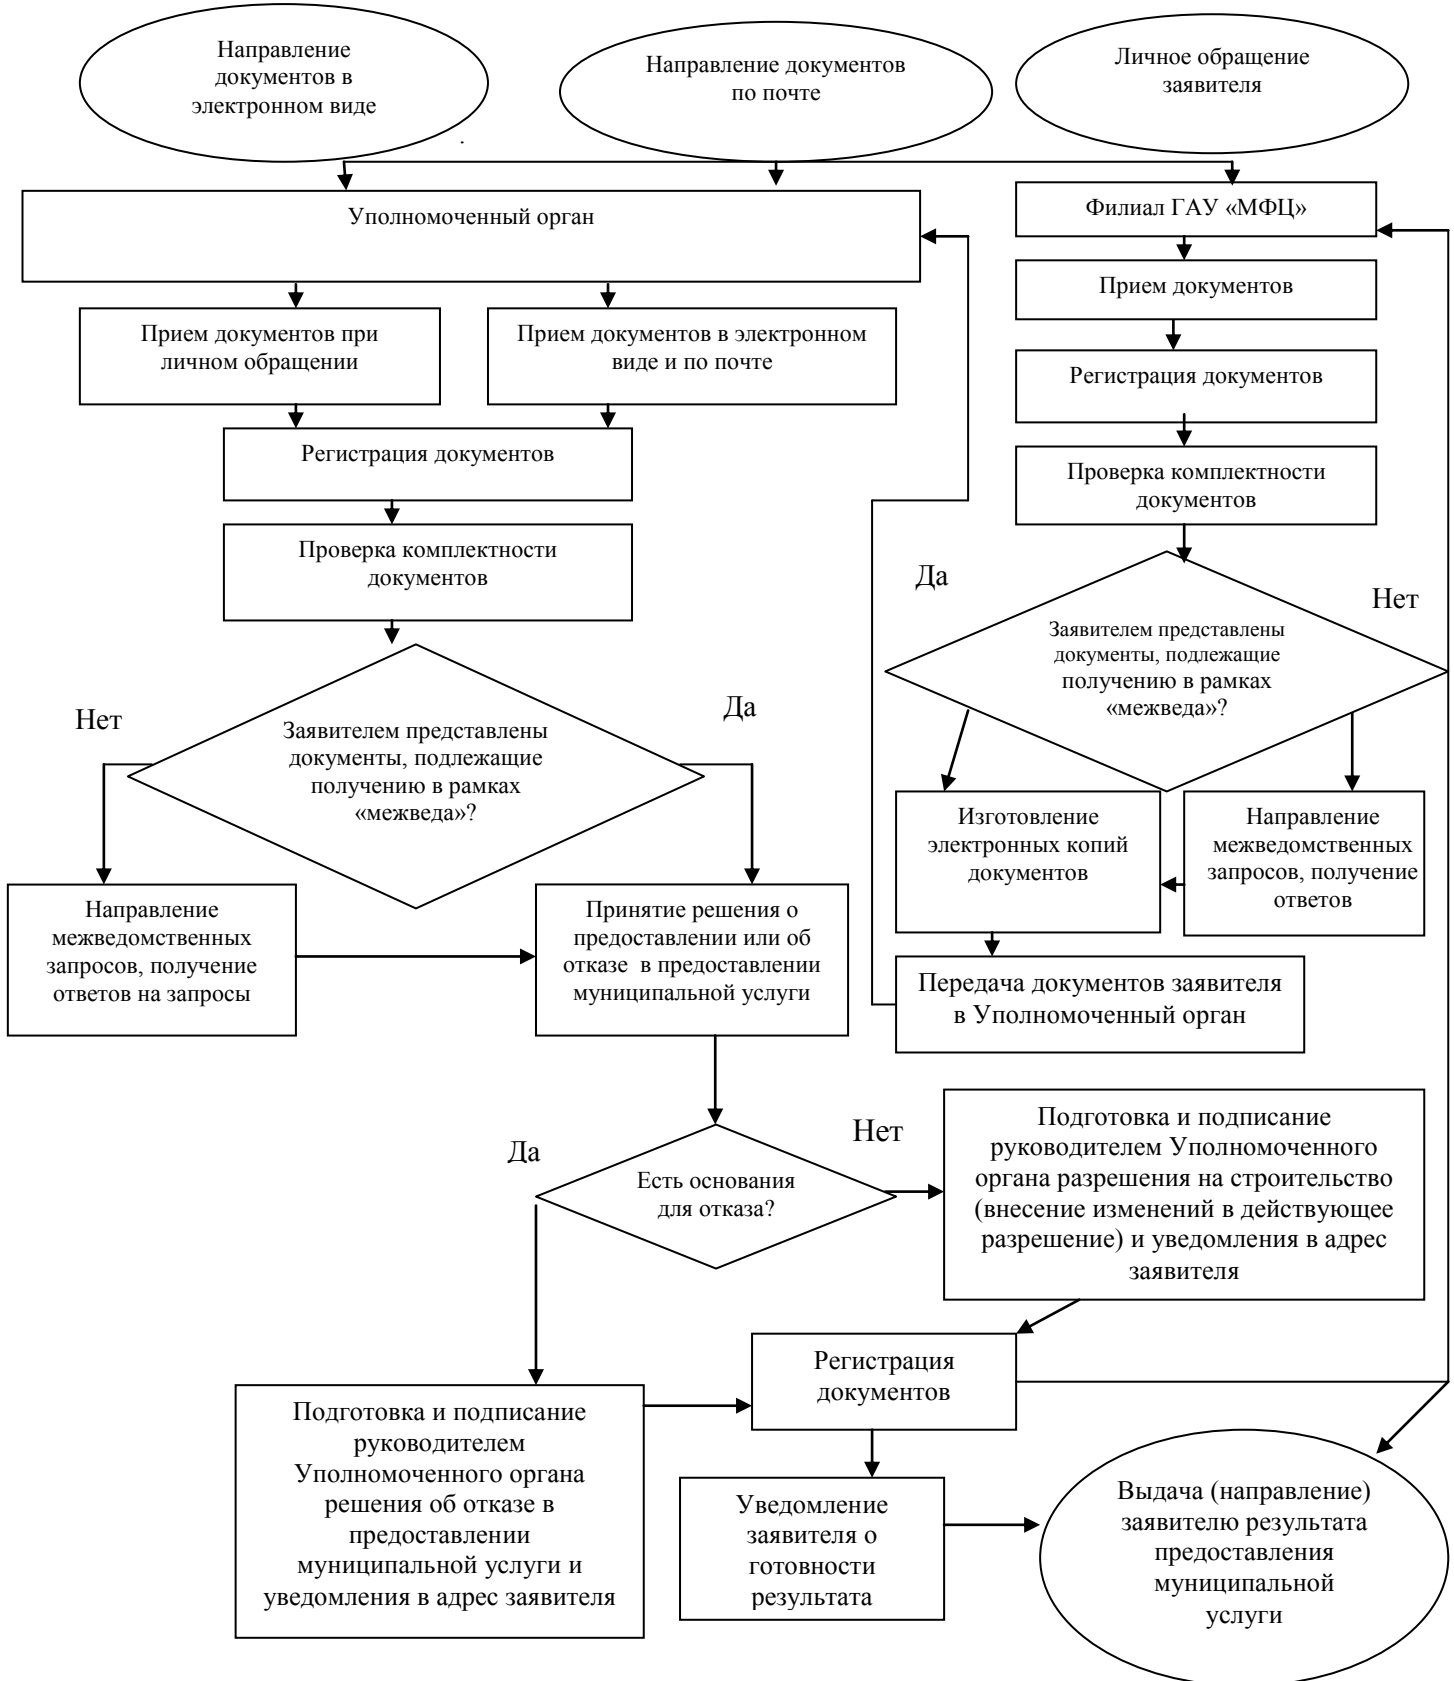 Направление
документов в
электронном виде
Направление документов
по почте
Личное обращение
заявителя
Уполномоченный орган
Филиал ГАУ «МФЦ»
Прием документов
Прием документов при
личном обращении
Прием документов в электронном
виде и по почте
Регистрация документов
Регистрация документов
Проверка комплектности
документов
Проверка комплектности
документов
Да
Нет
Заявителем представлены
документы, подлежащие
получению в рамках
«межведа»?
Нет
Да
Заявителем представлены
документы, подлежащие
получению в рамках
«межведа»?
Изготовление
электронных копий
документов
Направление
межведомственных
запросов, получение
ответов
Направление
межведомственных
запросов, получение
ответов на запросы
Принятие решения о
предоставлении или об
отказе в предоставлении
муниципальной услуги
Передача документов заявителя
в Уполномоченный орган
Да
Нет
Есть основания
для отказа?
Подготовка и подписание
руководителем Уполномоченного
органа разрешения на строительство
(внесение изменений в действующее
разрешение) и уведомления в адрес
заявителя
Регистрация
документов
Подготовка и подписание
руководителем
Уполномоченного органа
решения об отказе в
предоставлении
муниципальной услуги и
уведомления в адрес заявителя
Уведомление
заявителя о
готовности
результата
Выдача (направление)
заявителю результата
предоставления
муниципальной
услуги